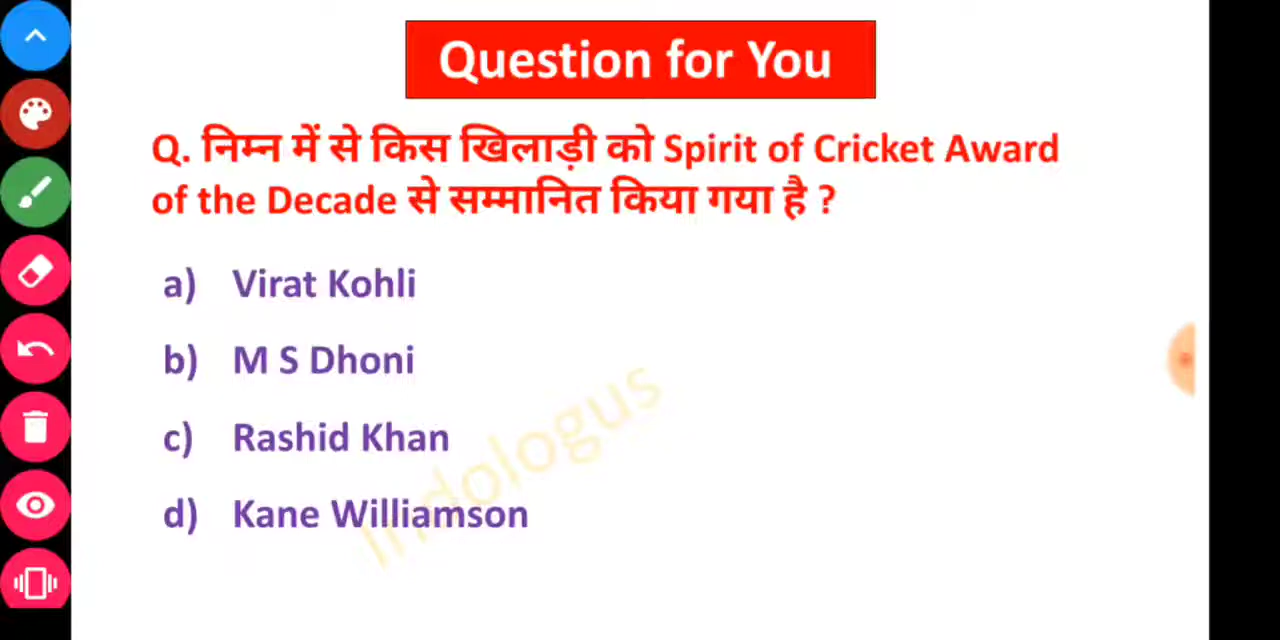 Question for You
Q. निम्न में से किस खिलाड़ी को Spirit of Cricket Award
of the Decade से सम्मानित किया गया है ?
a) Virat Kohli
b) M S Dhoni
c) Rashid Khan
d) Kane Williamson
Indologus